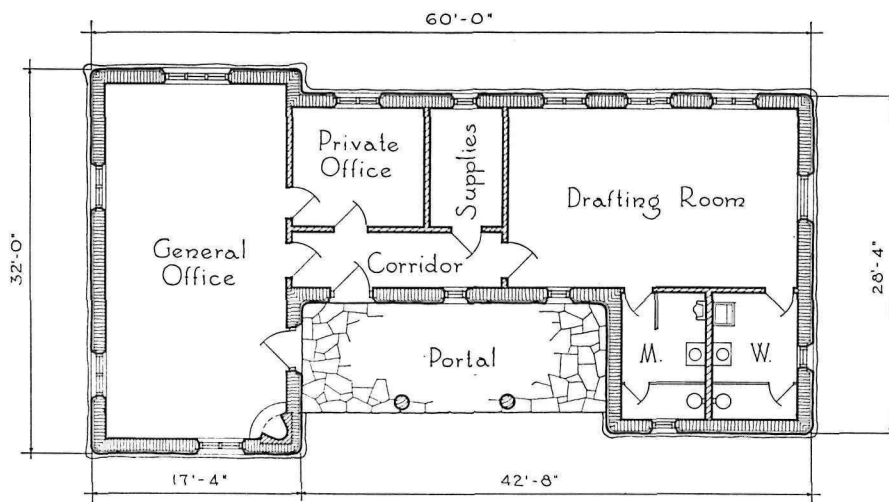 60'-0"
Private
Office
Supplies
Drafting Room
General
Office
Corridor
32'-0"
28'-4"
Portal
M.
W.
17'-4"
42'-8"